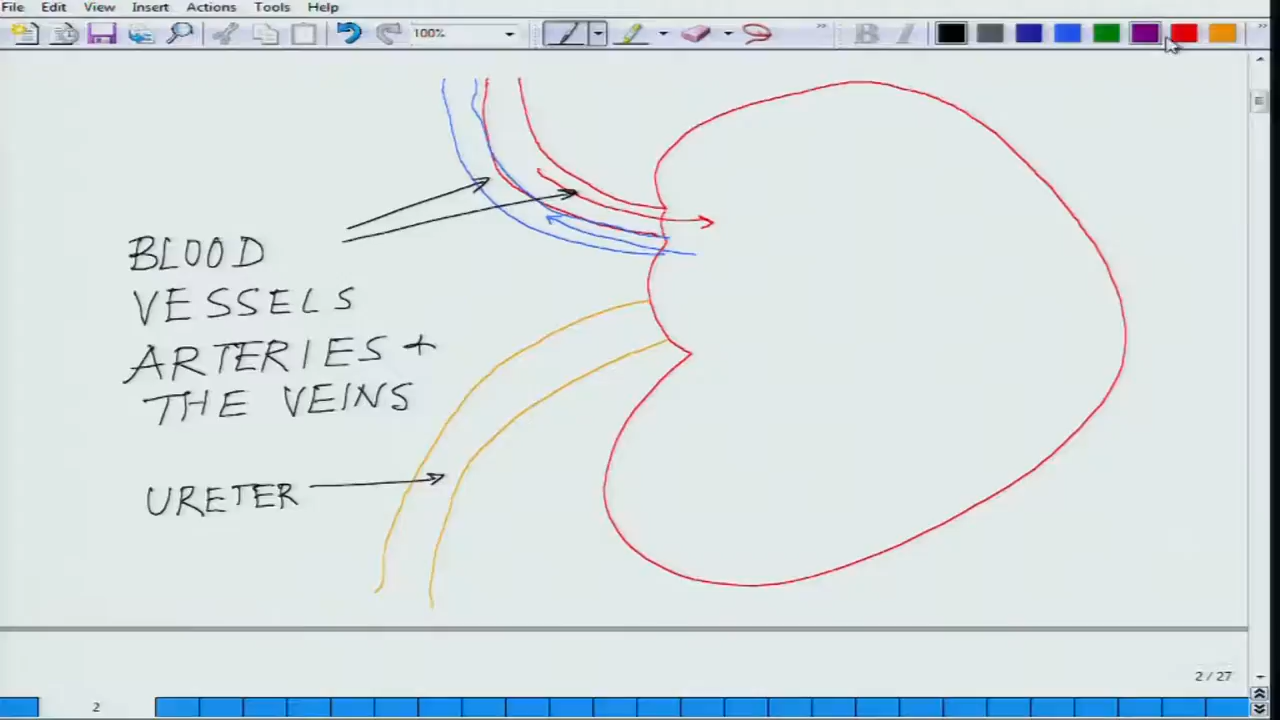 File Edit View Insert Actions Tools Help
100%
BLOOD
VESSELS
ARTERIES +
THE VEINS
URETER
2 / 27
2